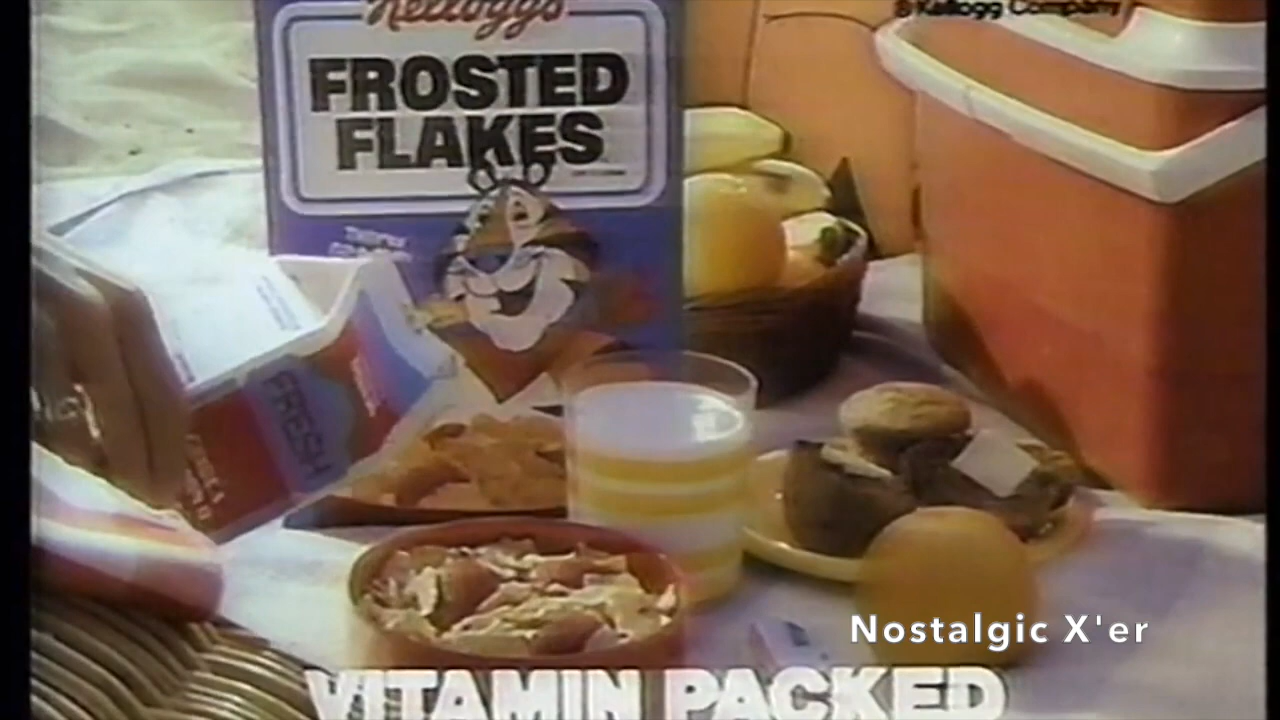 Kellogg's
® Kellogg Company
FROSTED
FLAKES
FRESH
Nostalgic X'er
VITAMIN PACKED